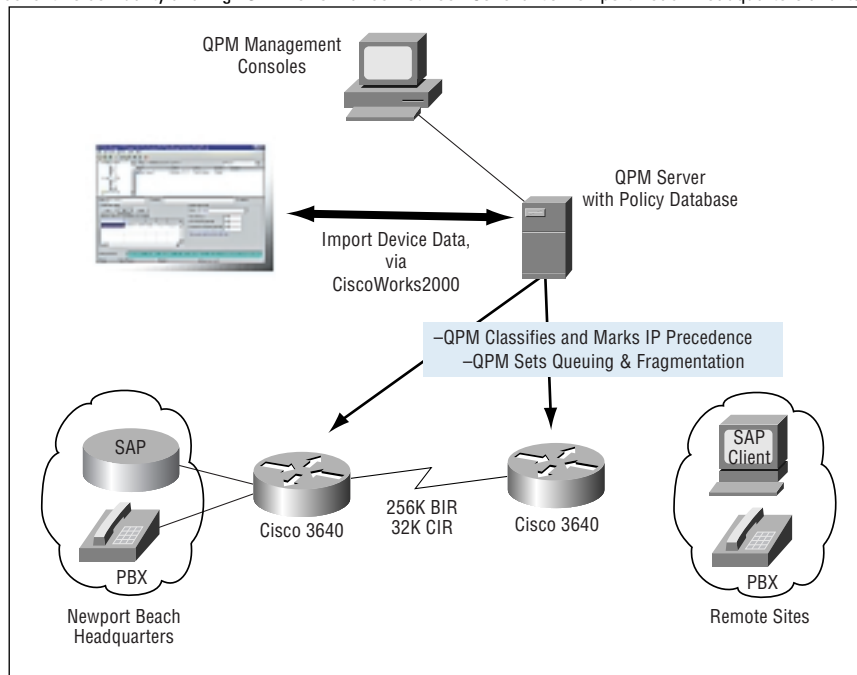 QPM Management
Consoles
QPM Server
with Policy Database
Import Device Data,
via
CiscoWorks2000
–QPM Classifies and Marks IP Precedence
–QPM Sets Queuing & Fragmentation
SAP
PBX
Newport Beach
Headquarters
Cisco 3640
256K BIR
32K CIR
Cisco 3640
SAP
Client
PBX
Remote Sites